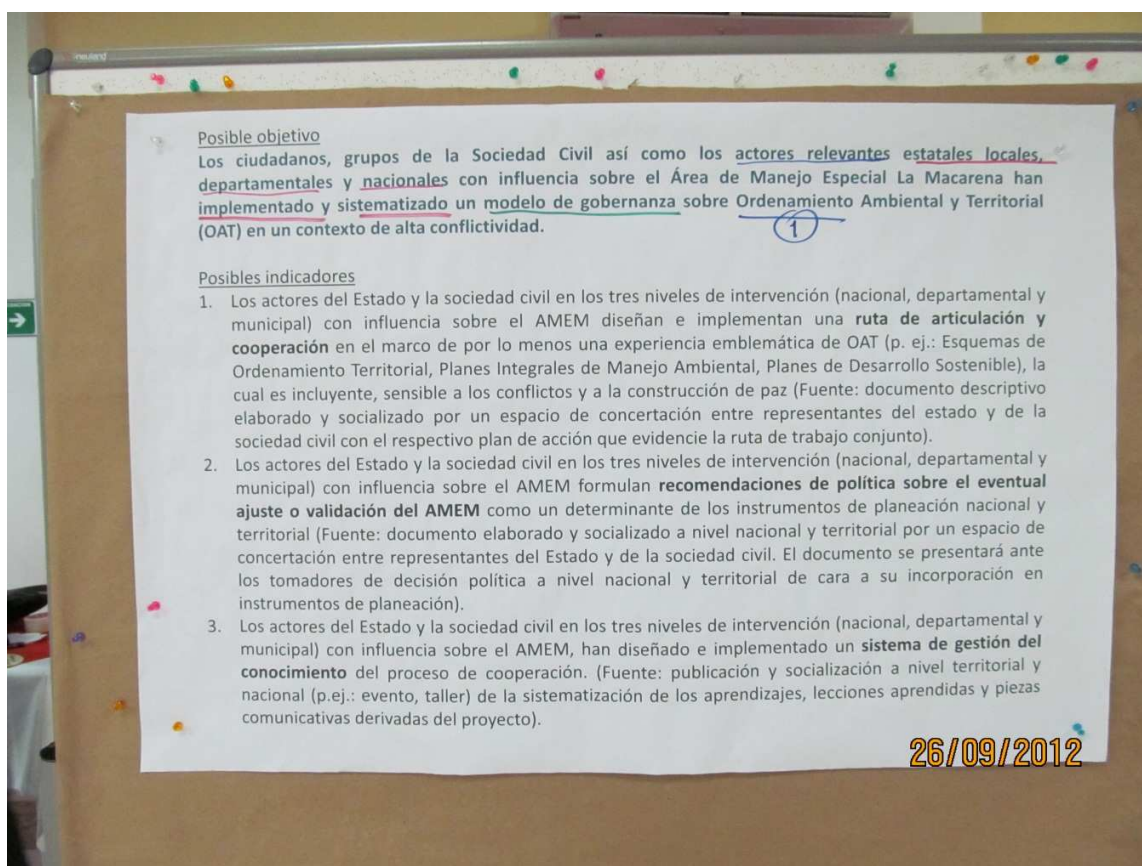 neuland
Posible objetivo
Los ciudadanos, grupos de la Sociedad Civil así como los actores relevantes estatales locales,
departamentales y nacionales con influencia sobre el Área de Manejo Especial La Macarena han
implementado y sistematizado un modelo de gobernanza sobre Ordenamiento Ambiental y Territorial
(OAT) en un contexto de alta conflictividad.
1
Posibles indicadores
1. Los actores del Estado y la sociedad civil en los tres niveles de intervención (nacional, departamental y
municipal) con influencia sobre el AMEM diseñan e implementan una ruta de articulación y
cooperación en el marco de por lo menos una experiencia emblemática de OAT (p. ej.: Esquemas de
Ordenamiento Territorial, Planes Integrales de Manejo Ambiental, Planes de Desarrollo Sostenible), la
cual es incluyente, sensible a los conflictos y a la construcción de paz (Fuente: documento descriptivo
elaborado y socializado por un espacio de concertación entre representantes del estado y de la
sociedad civil con el respectivo plan de acción que evidencie la ruta de trabajo conjunto).
2. Los actores del Estado y la sociedad civil en los tres niveles de intervención (nacional, departamental y
municipal) con influencia sobre el AMEM formulan recomendaciones de política sobre el eventual
ajuste o validación del AMEM como un determinante de los instrumentos de planeación nacional y
territorial (Fuente: documento elaborado y socializado a nivel nacional y territorial por un espacio de
concertación entre representantes del Estado y de la sociedad civil. El documento se presentará ante
los tomadores de decisión política a nivel nacional y territorial de cara a su incorporación en
instrumentos de planeación).
3. Los actores del Estado y la sociedad civil en los tres niveles de intervención (nacional, departamental y
municipal) con influencia sobre el AMEM, han diseñado e implementado un sistema de gestión del
conocimiento del proceso de cooperación. (Fuente: publicación y socialización a nivel territorial y
nacional (p.ej.: evento, taller) de la sistematización de los aprendizajes, lecciones aprendidas y piezas
comunicativas derivadas del proyecto).
26/09/2012